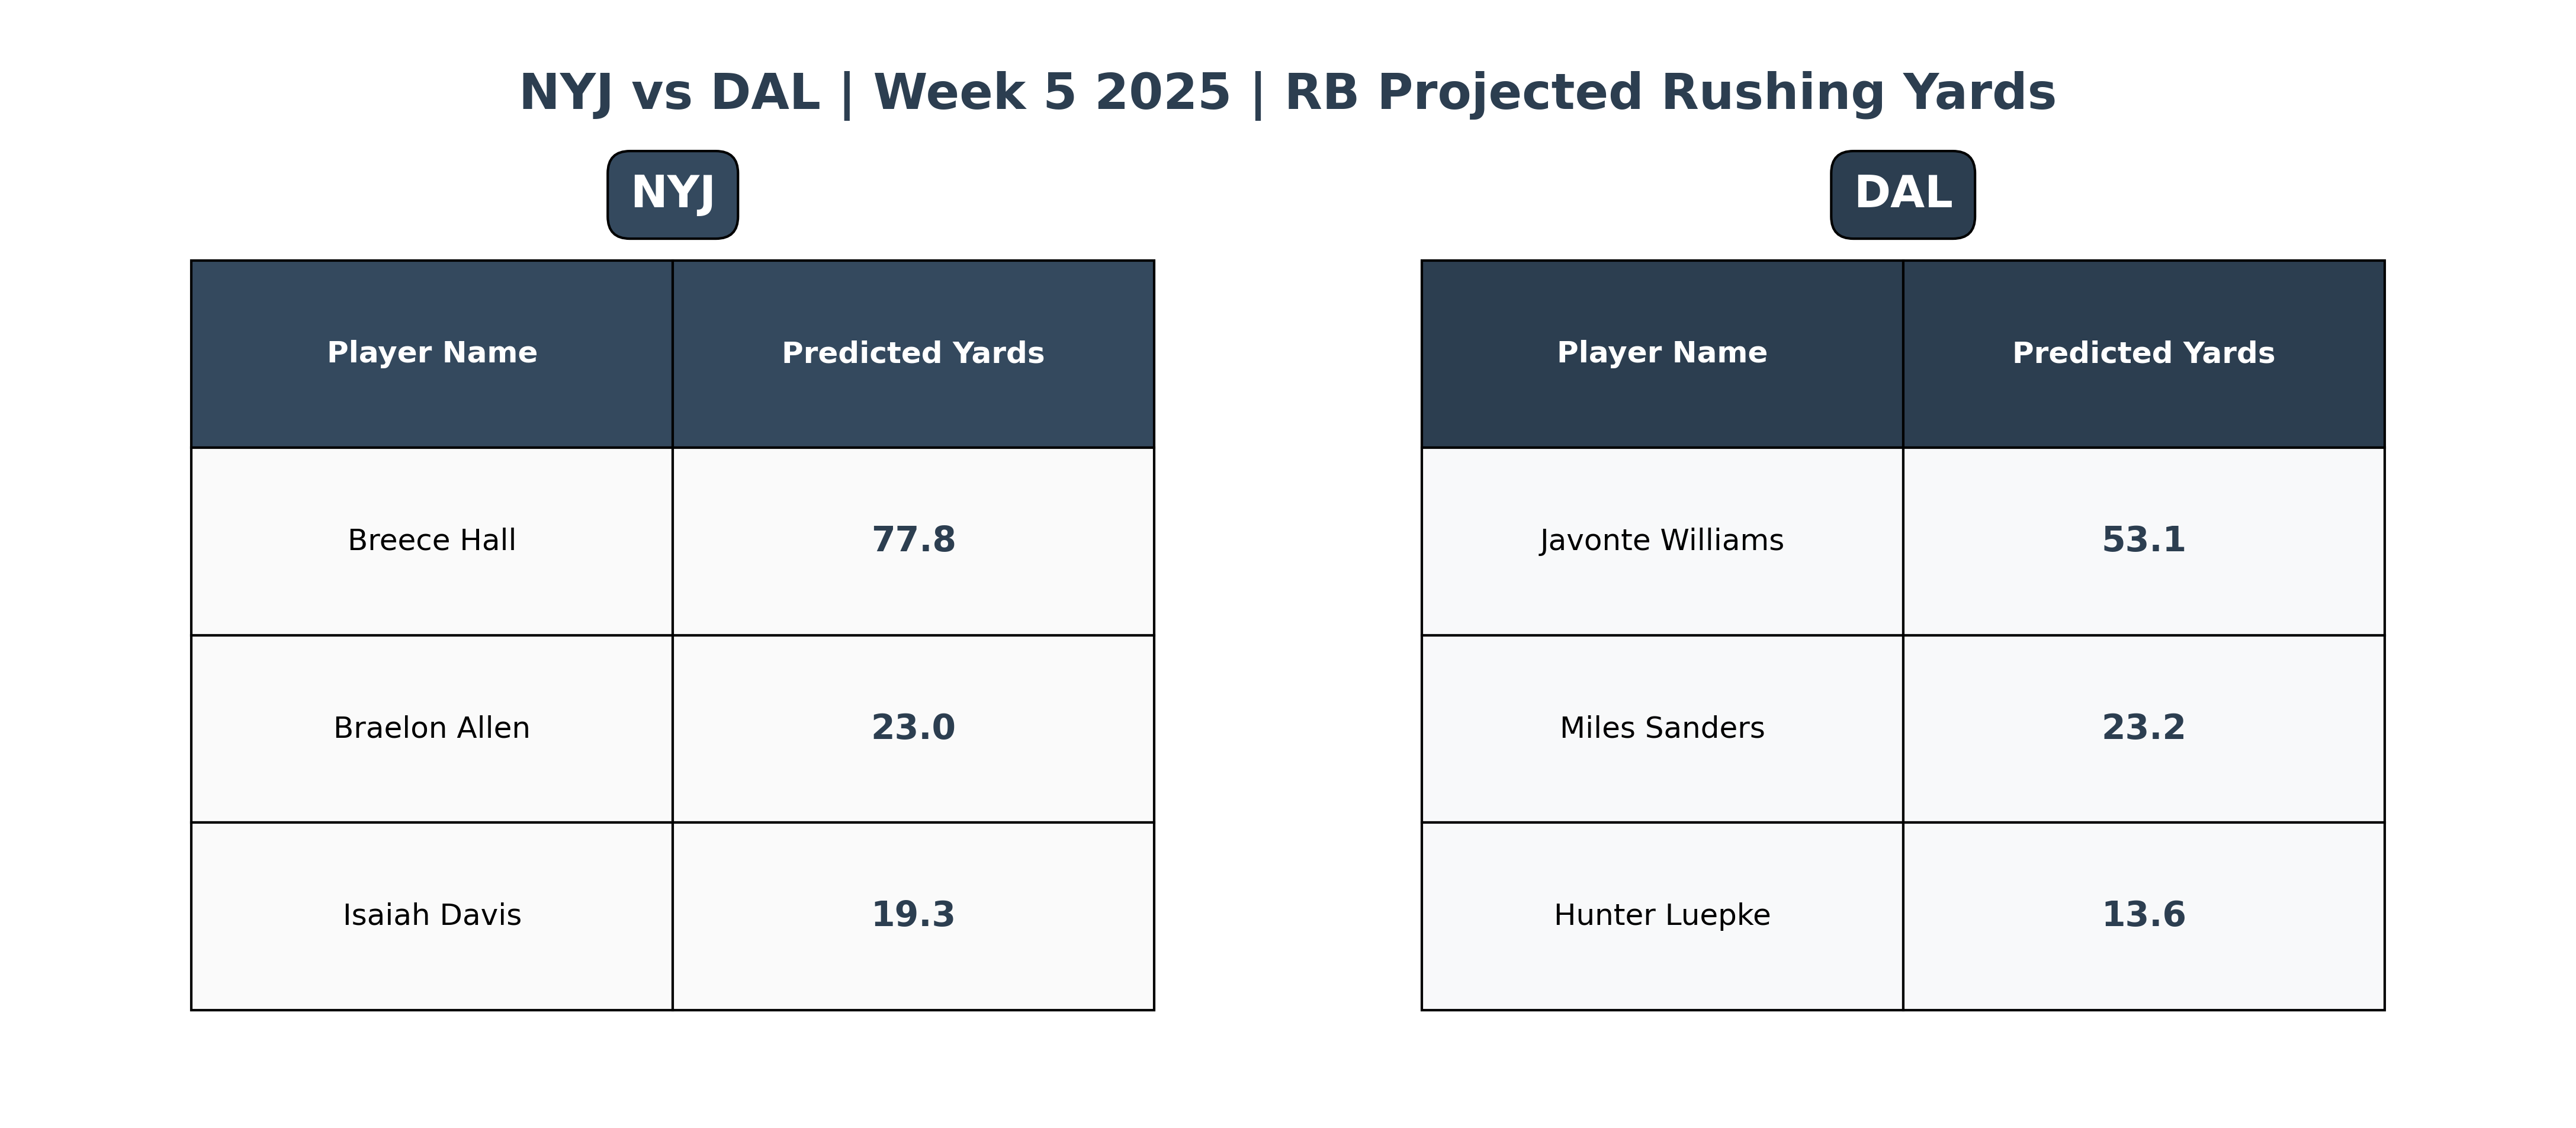 NYJ vs DAL | Week 5 2025 | RB Projected Rushing Yards
NYJ
Player Name Predicted Yards
Breece Hall 77.8
Braelon Allen 23.0
Isaiah Davis 19.3
DAL
Player Name Predicted Yards
Javonte Williams 53.1
Miles Sanders 23.2
Hunter Luepke 13.6